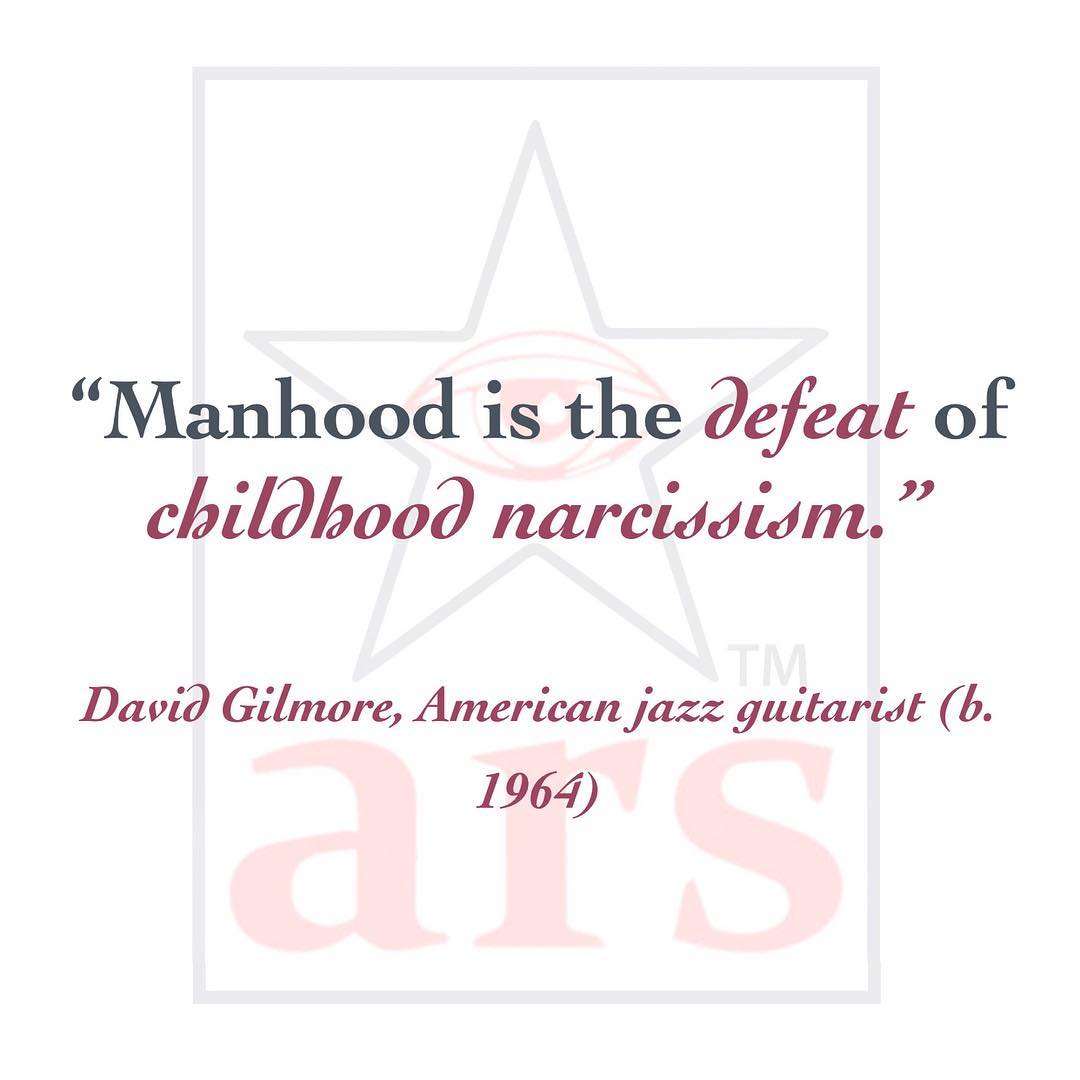 “Manhood is the defeat of
childhood narcissism.”
TM
David Gilmore, American jazz guitarist (b.
1964)
ars